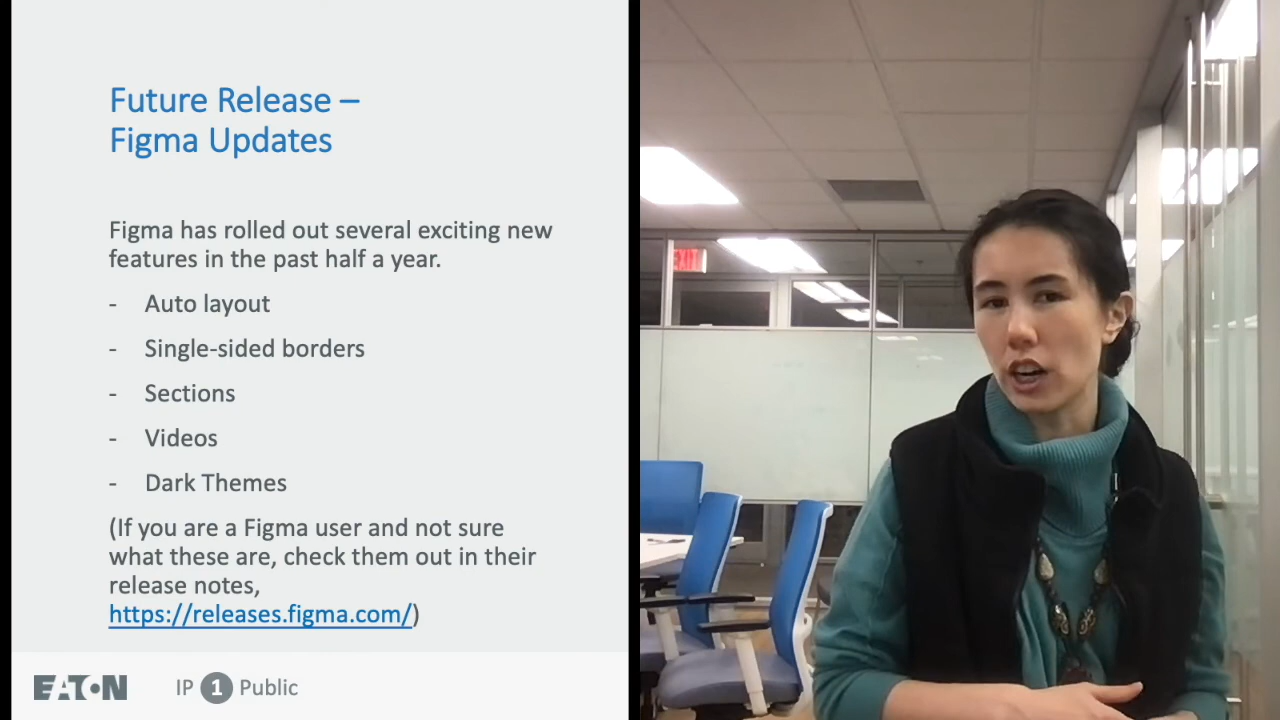 Future Release –
Figma Updates
Figma has rolled out several exciting new
features in the past half a year.
- Auto layout
- Single-sided borders
- Sections
- Videos
- Dark Themes
(If you are a Figma user and not sure
what these are, check them out in their
release notes,
https://releases.figma.com/)
EATON IP 1 Public
EXIT